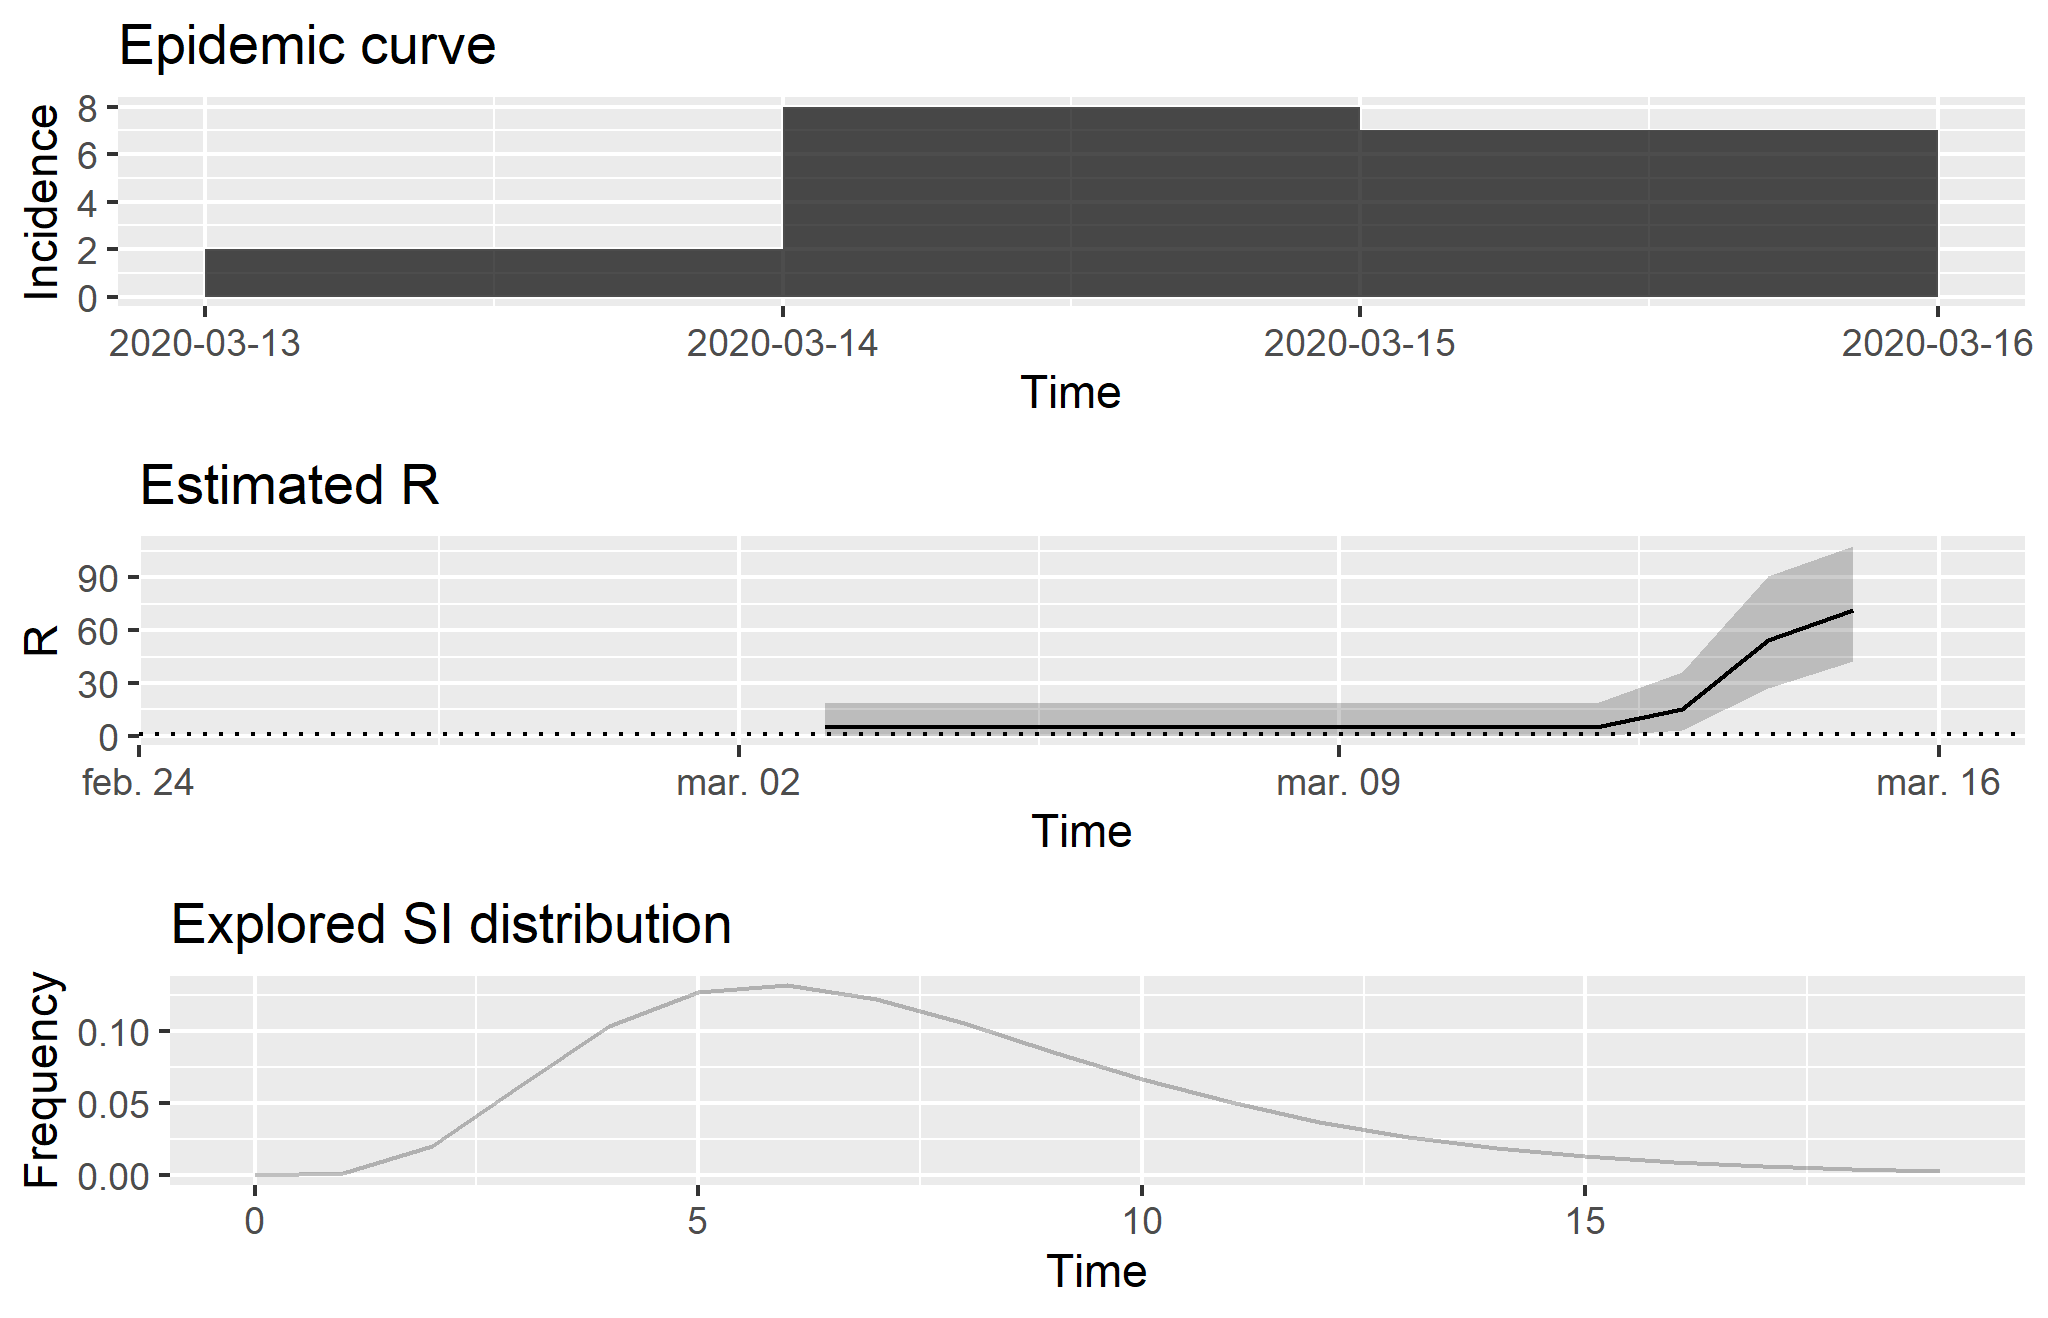 Epidemic curve
Incidence
8
6
4
2
0
2020-03-13 2020-03-14 2020-03-15 2020-03-16
Time
Estimated R
R
90
60
30
0
feb. 24 mar. 02 mar. 09 mar. 16
Time
Explored SI distribution
Frequency
0.10
0.05
0.00
0 5 10 15
Time